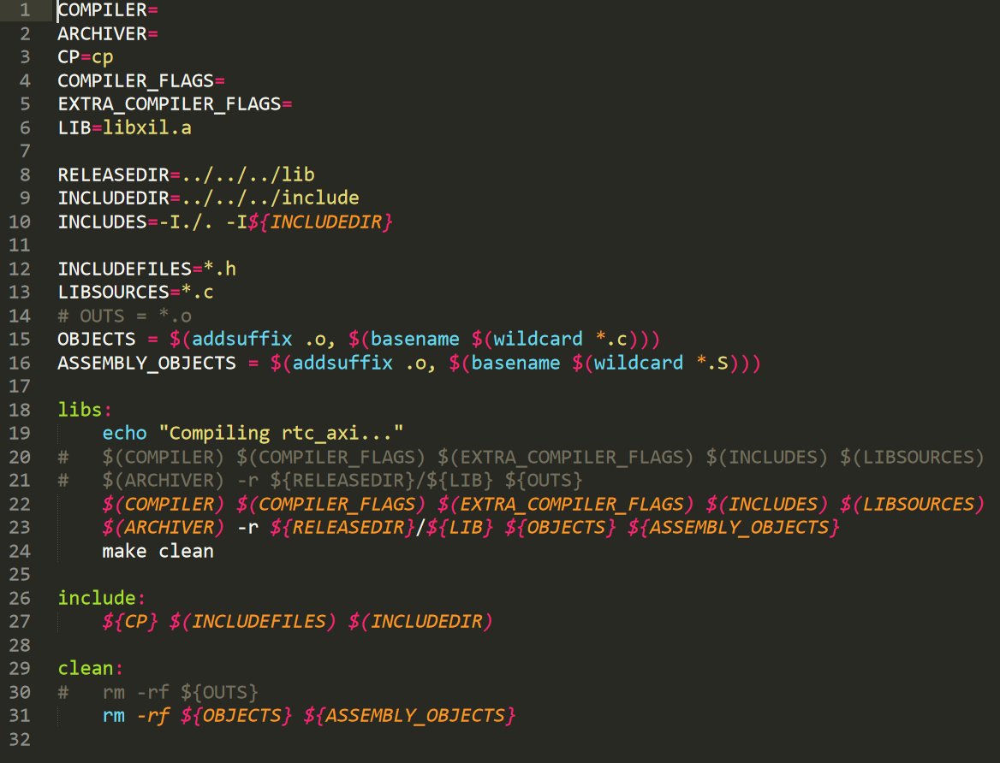 1 COMPILER=
2 ARCHIVER=
3 CP=cp
4 COMPILER_FLAGS=
5 EXTRA_COMPILER_FLAGS=
6 LIB=libxil.a
7
8 RELEASEDIR=../../../lib
9 INCLUDEDIR=../../../include
10 INCLUDES=-I./. -I${INCLUDEDIR}
11
12 INCLUDEFILES=*.h
13 LIBSOURCES=*.c
14 # OUTS = *.o
15 OBJECTS = $(addsuffix .o, $(basename $(wildcard *.c)))
16 ASSEMBLY_OBJECTS = $(addsuffix .o, $(basename $(wildcard *.S)))
17
18 libs:
19     echo "Compiling rtc_axi..."
20 #   $(COMPILER) $(COMPILER_FLAGS) $(EXTRA_COMPILER_FLAGS) $(INCLUDES) $(LIBSOURCES)
21 #   $(ARCHIVER) -r ${RELEASEDIR}/${LIB} ${OUTS}
22     $(COMPILER) $(COMPILER_FLAGS) $(EXTRA_COMPILER_FLAGS) $(INCLUDES) $(LIBSOURCES)
23     $(ARCHIVER) -r ${RELEASEDIR}/${LIB} ${OBJECTS} ${ASSEMBLY_OBJECTS}
24     make clean
25
26 include:
27     ${CP} $(INCLUDEFILES) $(INCLUDEDIR)
28
29 clean:
30 #   rm -rf ${OUTS}
31     rm -rf ${OBJECTS} ${ASSEMBLY_OBJECTS}
32